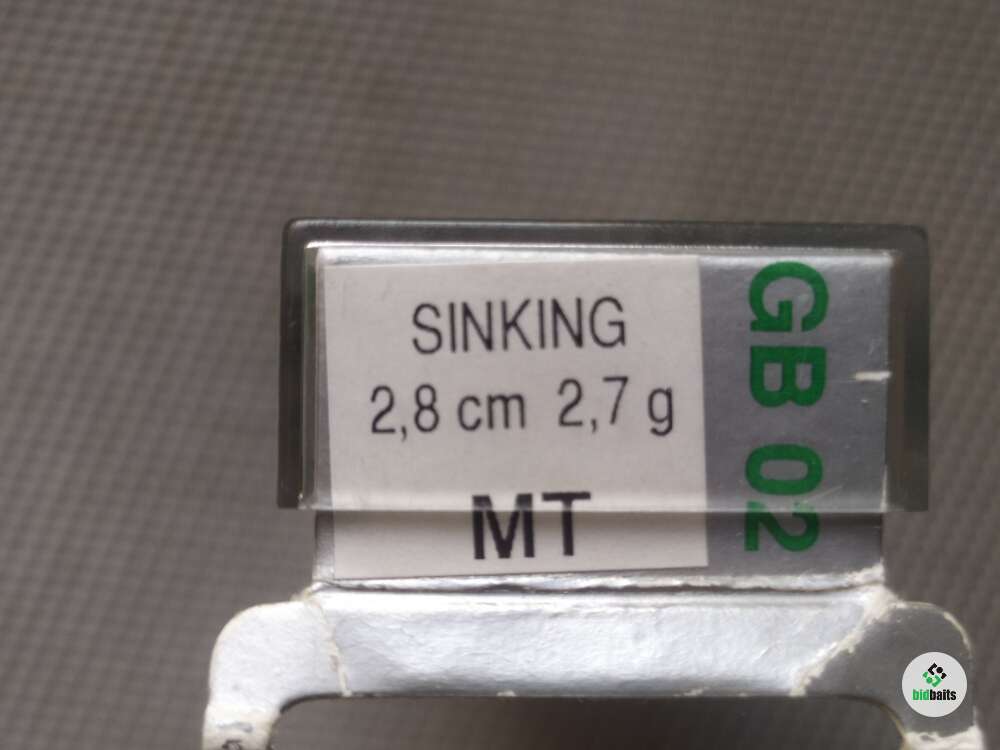 SINKING
2,8 cm 2,7 g
MT
GB 02
bidbaits